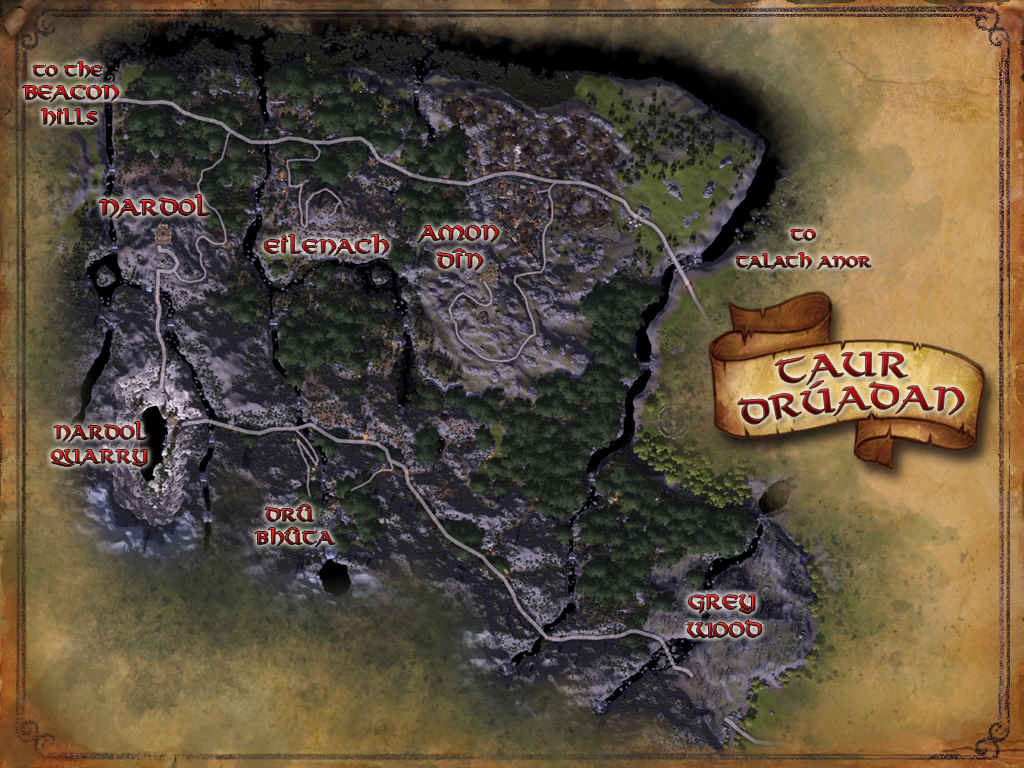 TO THE
BEACON
HILLS
NARDOL
EILENACH
AMON
DÎN
TO
TALATH ANOR
TAUR
DRÚADAN
NARDOL
QUARRY
DRÛ
BHÛTA
GREY
WOOD